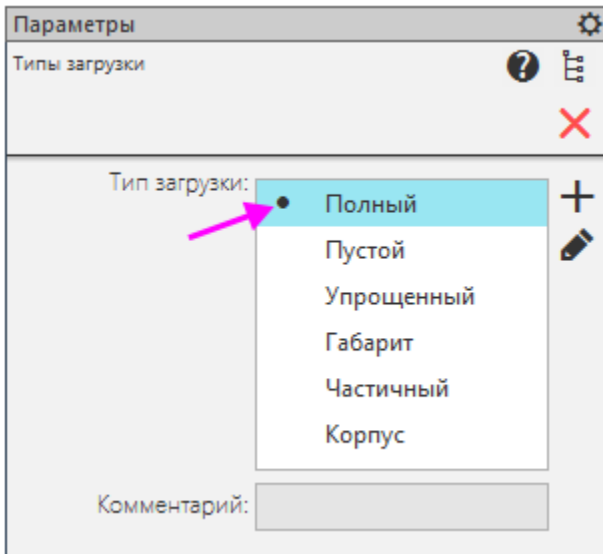 Параметры
Типы загрузки
Тип загрузки:
Полный
Пустой
Упрощенный
Габарит
Частичный
Корпус
Комментарий: